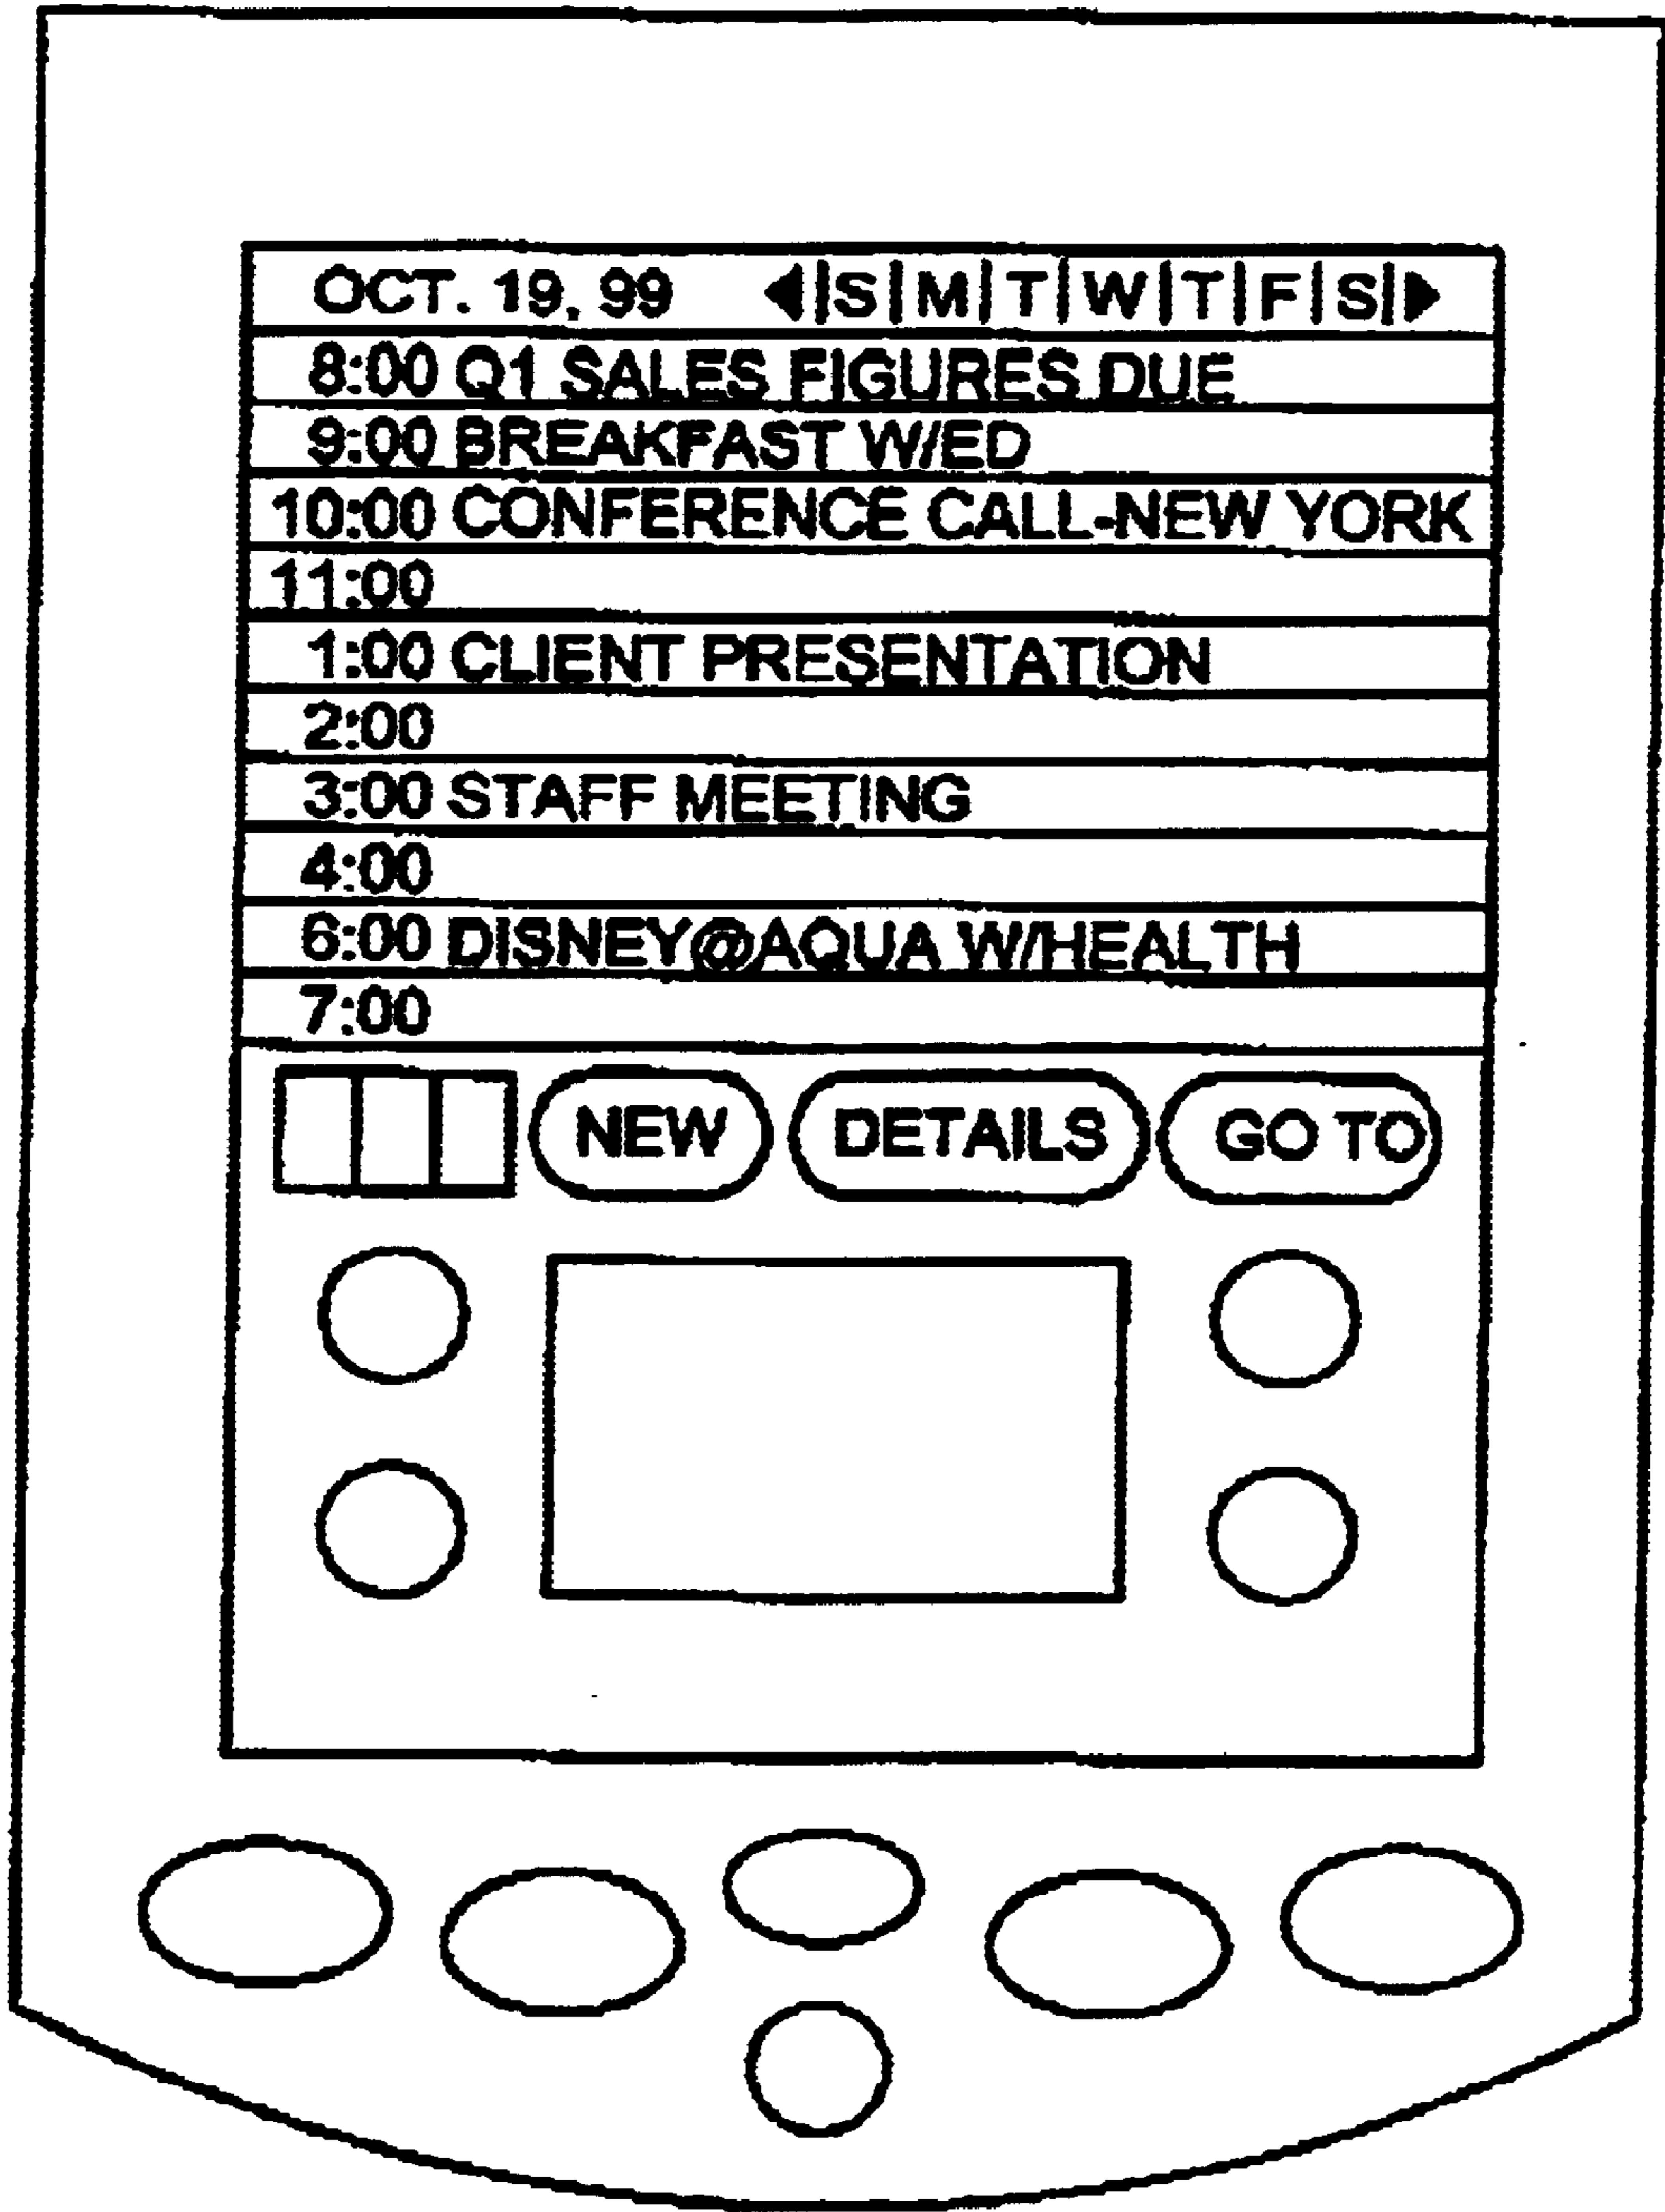 OCT. 19, 99 ◀|S|M|T|W|T|F|S|▶
8:00 Q1 SALES FIGURES DUE
9:00 BREAKFAST W/ED
10:00 CONFERENCE CALL-NEW YORK
11:00
1:00 CLIENT PRESENTATION
2:00
3:00 STAFF MEETING
4:00
6:00 DISNEY@AQUA W/HEALTH
7:00
NEW DETAILS GO TO